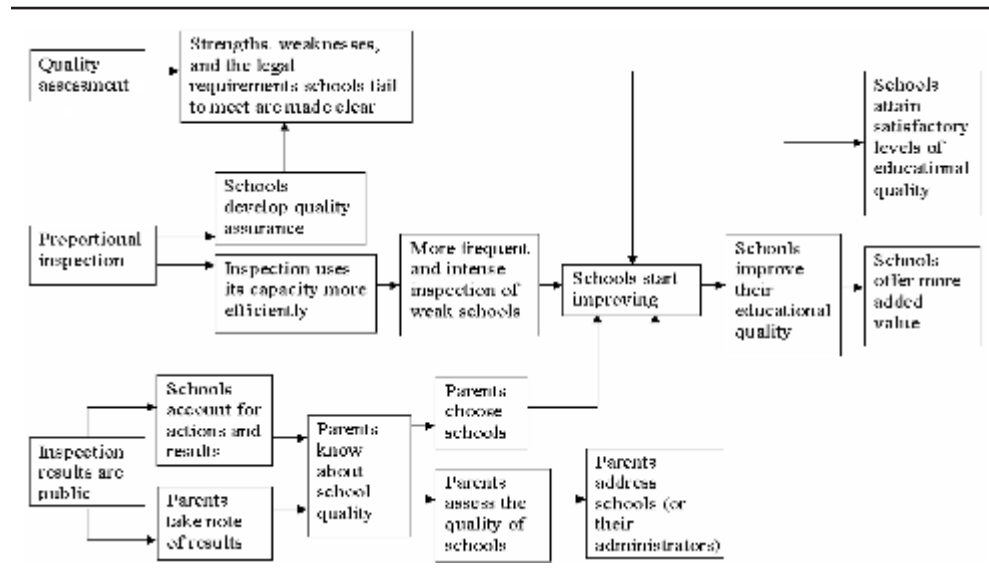 Quality
assesment
Strengths, weaknesses,
and the legal
requirements schools fail
to meet are made clear
Schools
attain
satisfactory
levels of
educational
quality
Schools
develop quality
assurance
Proportional
inspection
Inspection uses
its capacity more
efficiently
More frequent
and intense
inspection of
weak schools
Schools start
improving
Schools
improve
their
educational
quality
Schools
offer more
added
value
Inspection
results are
public
Schools
account for
actions and
results
Parents
take note
of results
Parents
know
about
school
quality
Parents
choose
schools
Parents
assess the
quality of
schools
Parents
address
schools (or
their
administrators)